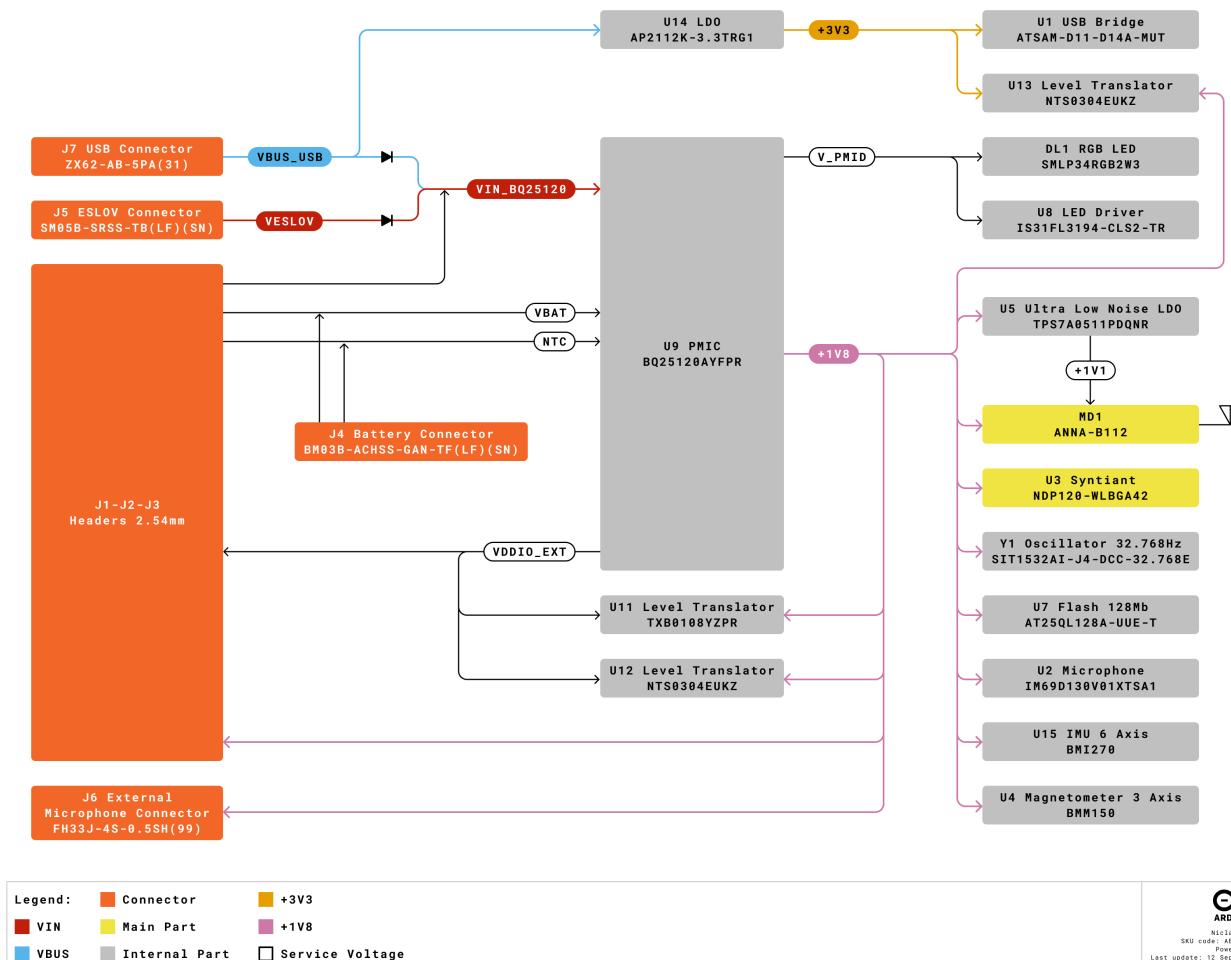 U14 LDO
AP2112K-3.3TRG1
+3V3
U1 USB Bridge
ATSAM-D11-D14A-MUT
U13 Level Translator
NTS0304EUKZ
J7 USB Connector
ZX62-AB-5PA(31)
VBUS_USB
V_PMID
DL1 RGB LED
SMLP34RGB2W3
VIN_BQ25120
J5 ESLOV Connector
SM05B-SRSS-TB(LF)(SN)
VESLOV
U8 LED Driver
IS31FL3194-CLS2-TR
VBAT
NTC
U9 PMIC
BQ25120AYFPR
+1V8
U5 Ultra Low Noise LDO
TPS7A0511PDQNR
+1V1
MD1
ANNA-B112
J4 Battery Connector
BM03B-ACHSS-GAN-TF(LF)(SN)
U3 Syntiant
NDP120-WLBGA42
J1-J2-J3
Headers 2.54mm
VDDIO_EXT
Y1 Oscillator 32.768Hz
SIT1532AI-J4-DCC-32.768E
U11 Level Translator
TXB0108YZPR
U7 Flash 128Mb
AT25QL128A-UUE-T
U12 Level Translator
NTS0304EUKZ
U2 Microphone
IM69D130V01XTSA1
U15 IMU 6 Axis
BMI270
J6 External
Microphone Connector
FH33J-4S-0.5SH(99)
U4 Magnetometer 3 Axis
BMM150
Legend:
Connector
+3V3
VIN
Main Part
+1V8
VBUS
Internal Part
Service Voltage
SKU code:
Last update: 12